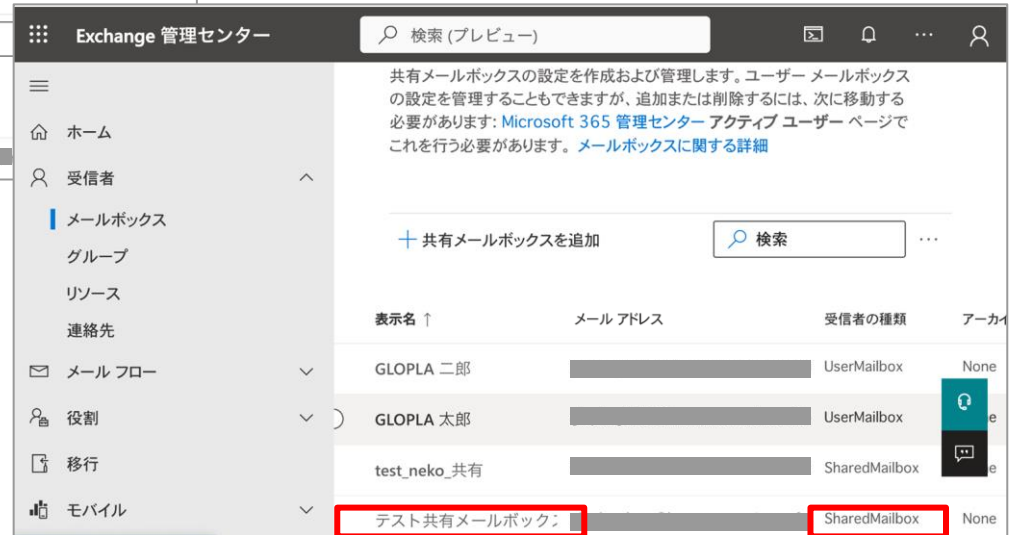 Exchange 管理センター
検索 (プレビュー)
共有メールボックスの設定を作成および管理します。ユーザー メールボックス
の設定を管理することもできますが、追加または削除するには、次に移動する
必要があります: Microsoft 365 管理センター アクティブ ユーザー ページで
これを行う必要があります。メールボックスに関する詳細
ホーム
受信者
メールボックス
グループ
リソース
連絡先
メール フロー
役割
移行
モバイル
共有メールボックスを追加
検索
表示名 ↑ メール アドレス 受信者の種類 アーカイ
GLOPLA 二郎 UserMailbox None
GLOPLA 太郎 UserMailbox e
test_neko_共有 SharedMailbox e
テスト共有メールボック SharedMailbox None